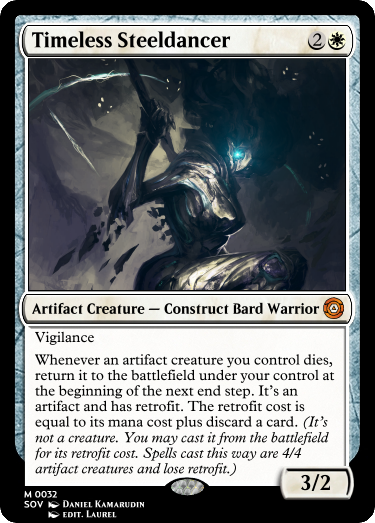 Timeless Steeldancer 2
Artifact Creature — Construct Bard Warrior
Vigilance
Whenever an artifact creature you control dies,
return it to the battlefield under your control at
the beginning of the next end step. It's an
artifact and has retrofit. The retrofit cost is
equal to its mana cost plus discard a card. (It's
not a creature. You may cast it from the battlefield
for its retrofit cost. Spells cast this way are 4/4
artifact creatures and lose retrofit.)
3/2
M 0032
SOV DANIEL KAMARUDIN
EDIT. LAUREL